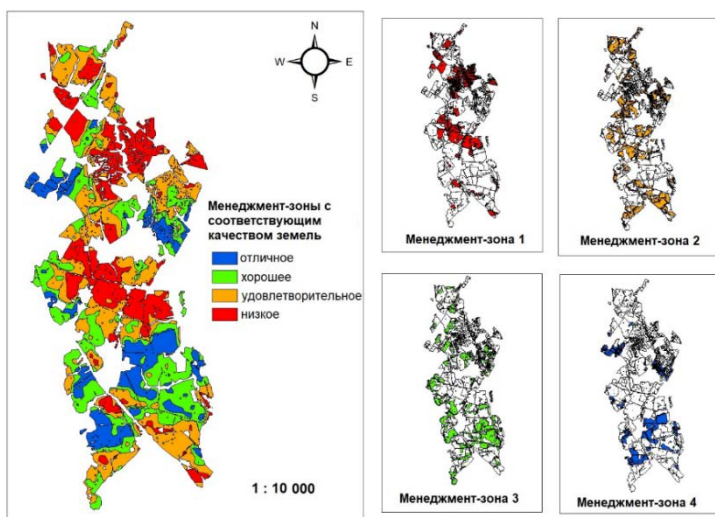 N
W
E
S
Менеджмент-зоны с
соответствующим
качеством земель
отличное
хорошее
удовлетворительное
низкое
1 : 10 000
Менеджмент-зона 1
Менеджмент-зона 2
Менеджмент-зона 3
Менеджмент-зона 4